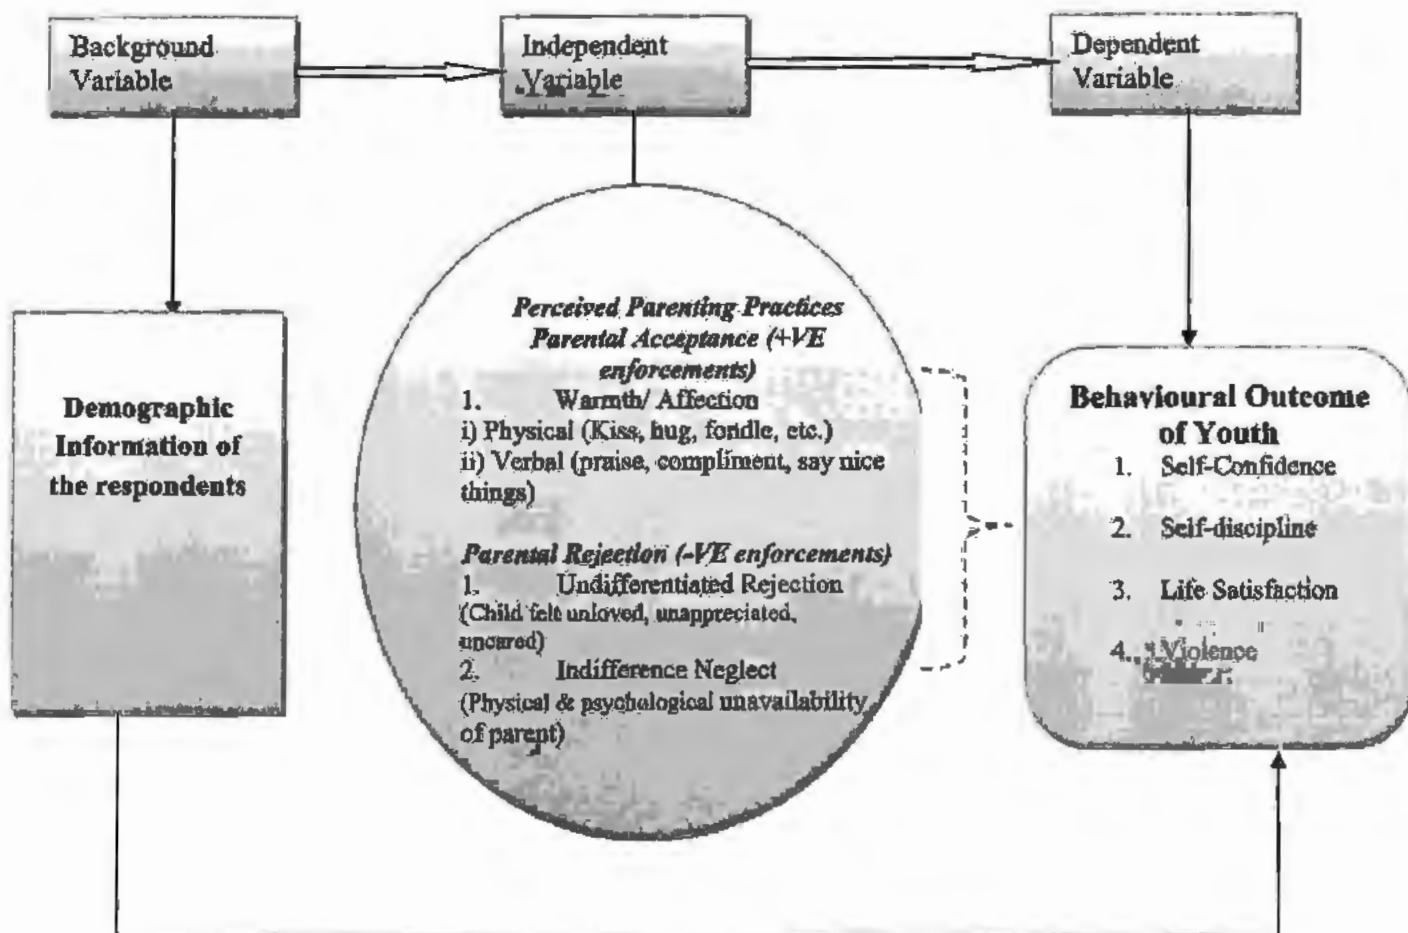 Background
Variable
Independent
Variable
Dependent
Variable
Demographic
Information of
the respondents
Perceived Parenting Practices
Parental Acceptance (+VE
enforcements)
1. Warmth/ Affection
i) Physical (Kiss, hug, fondle, etc.)
ii) Verbal (praise, compliment, say nice
things)
Parental Rejection (-VE enforcements)
1. Undifferentiated Rejection
(Child felt unloved, unappreciated,
uncared)
2. Indifference Neglect
(Physical & psychological unavailability
of parent)
Behavioural Outcome
of Youth
1. Self-Confidence
2. Self-discipline
3. Life Satisfaction
4. Violence